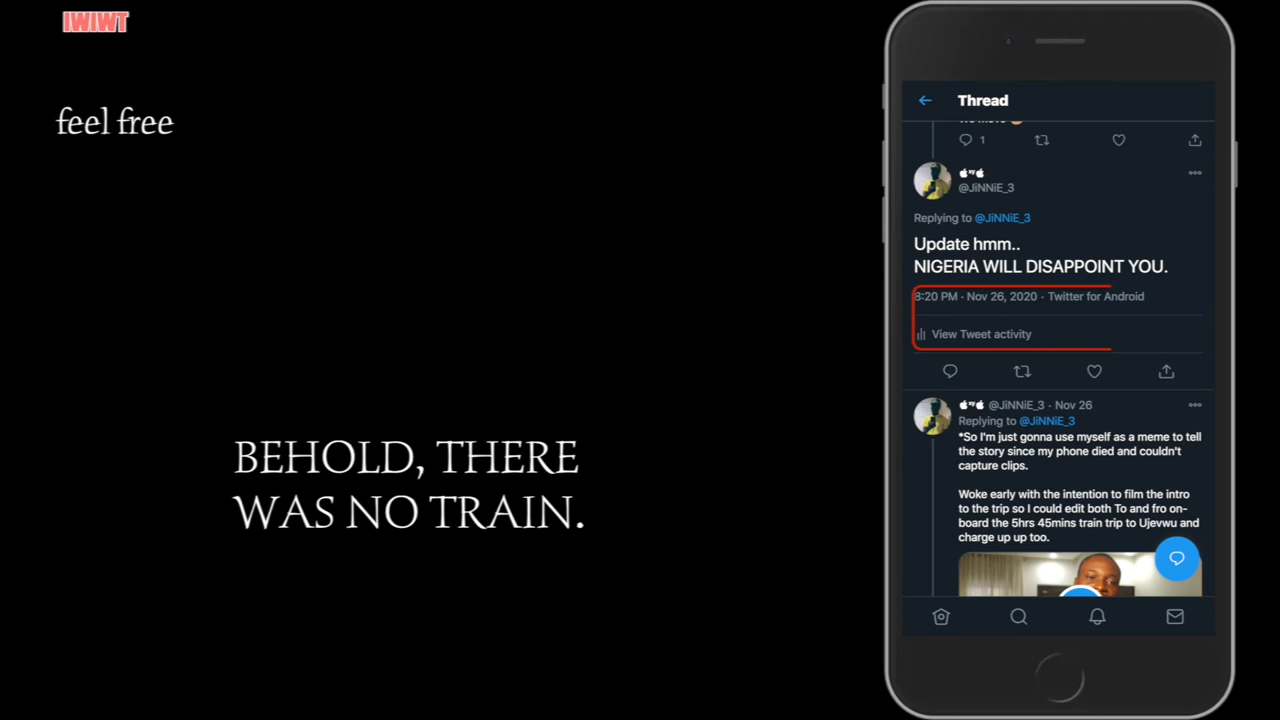 IWIWT
feel free
BEHOLD, THERE
WAS NO TRAIN.
Thread
1
@JiNNiE_3
Replying to @JiNNiE_3
Update hmm..
NIGERIA WILL DISAPPOINT YOU.
8:20 PM · Nov 26, 2020 · Twitter for Android
View Tweet activity
@JiNNiE_3 · Nov 26
Replying to @JiNNiE_3
*So I'm just gonna use myself as a meme to tell
the story since my phone died and couldn't
capture clips.
Woke early with the intention to film the intro
to the trip so I could edit both To and fro on-
board the 5hrs 45mins train trip to Ujevwu and
charge up up too.